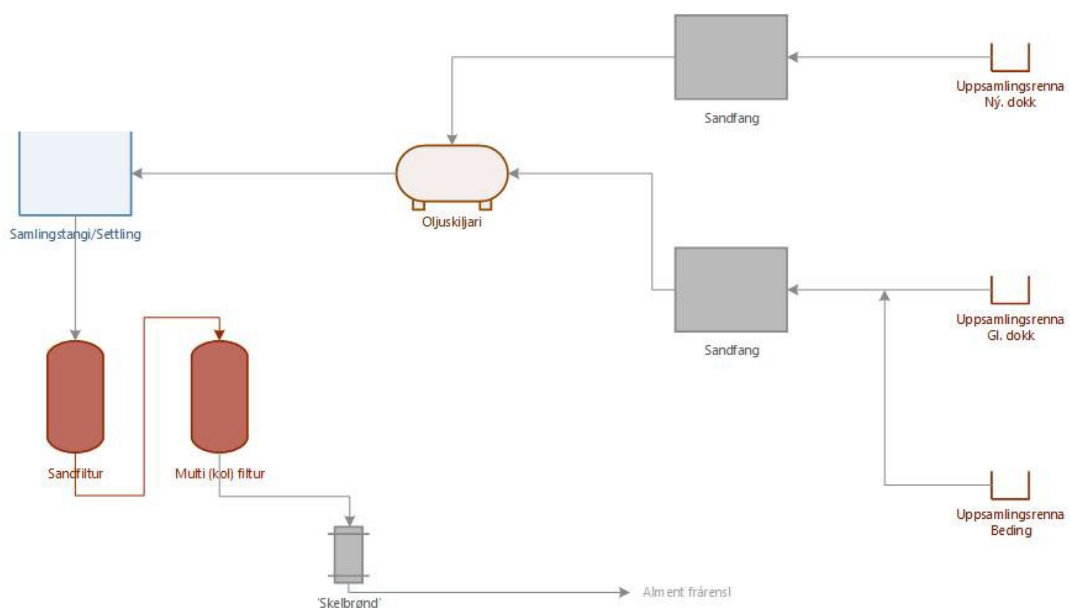 Uppsamlingsrenna
Ný. dokk
Sandfang
Oljuskiljari
Samlingstangi/Settling
Uppsamlingsrenna
Gl. dokk
Sandfang
Sandfiltur
Multi (kol) filtur
Uppsamlingsrenna
Beding
'Skelbrønd'
Alment frárensl